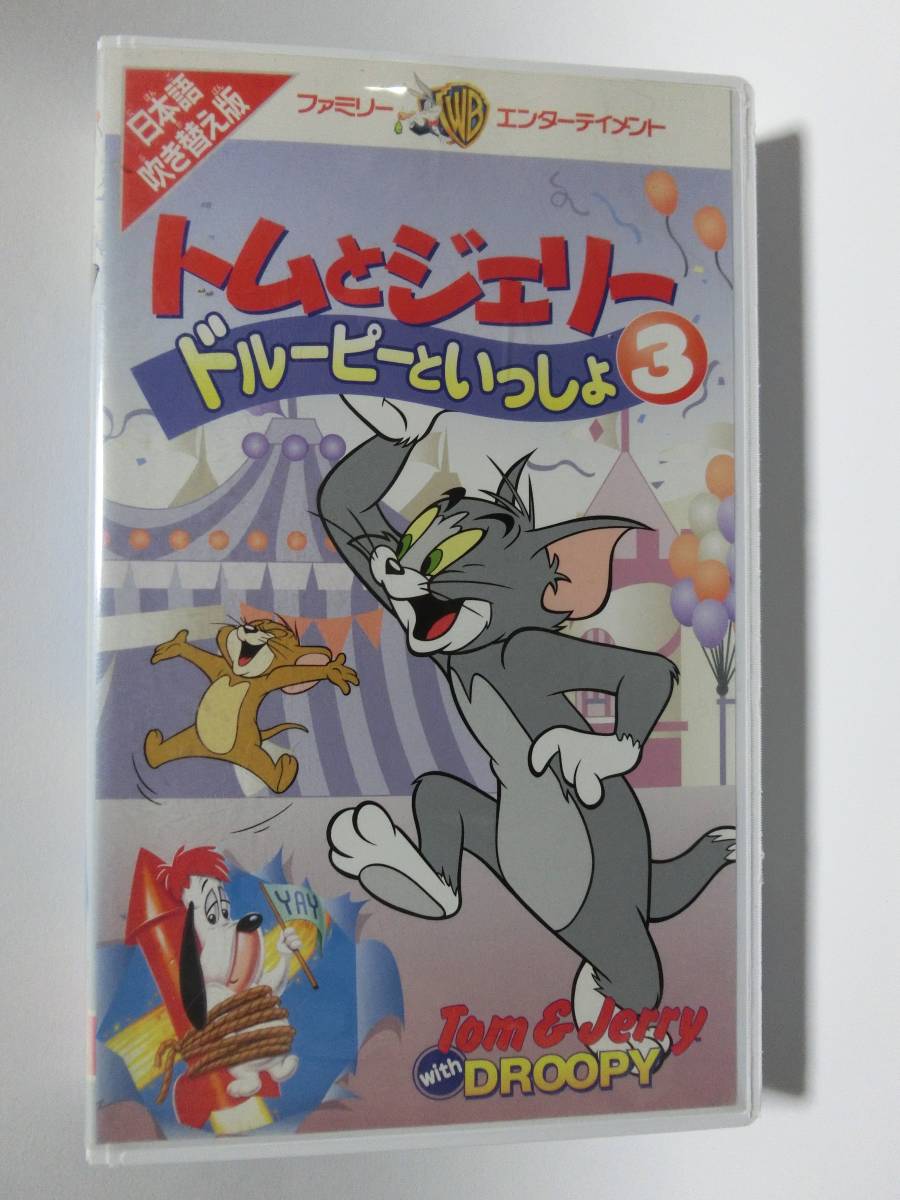 日本語
吹き替え版
ファミリー WB エンターテイメント
トムとジェリー
ドルーピーといっしょ 3
YAY
Tom & Jerry™
with DROOPY